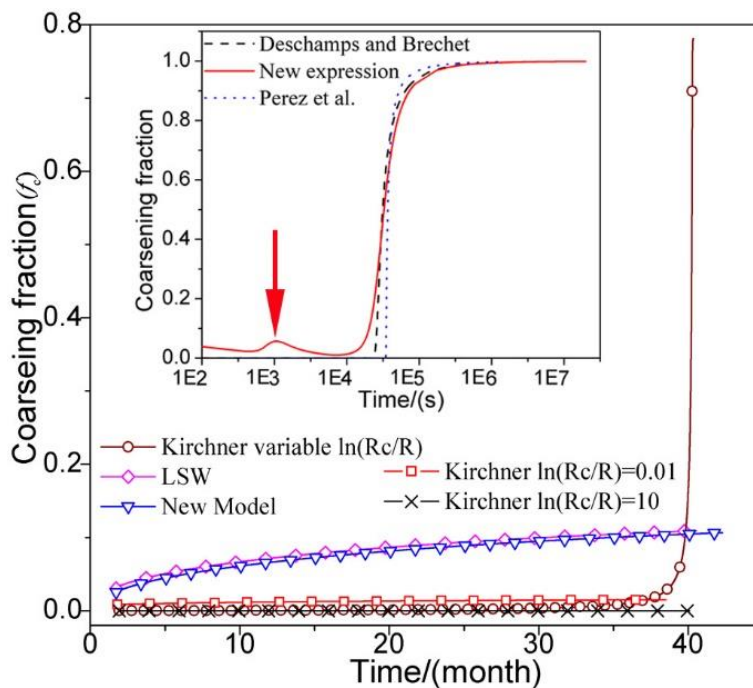 0.8
0.6
0.4
0.2
0.0
Coarseing fraction(fc)
0
10
20
30
40
Time/(month)
1.0
0.8
0.6
0.4
0.2
0.0
Coarsening fraction
1E2
1E3
1E4
1E5
1E6
1E7
Time/(s)
Deschamps and Brechet
New expression
Perez et al.
Kirchner variable ln(Rc/R)
LSW
New Model
Kirchner ln(Rc/R)=0.01
Kirchner ln(Rc/R)=10